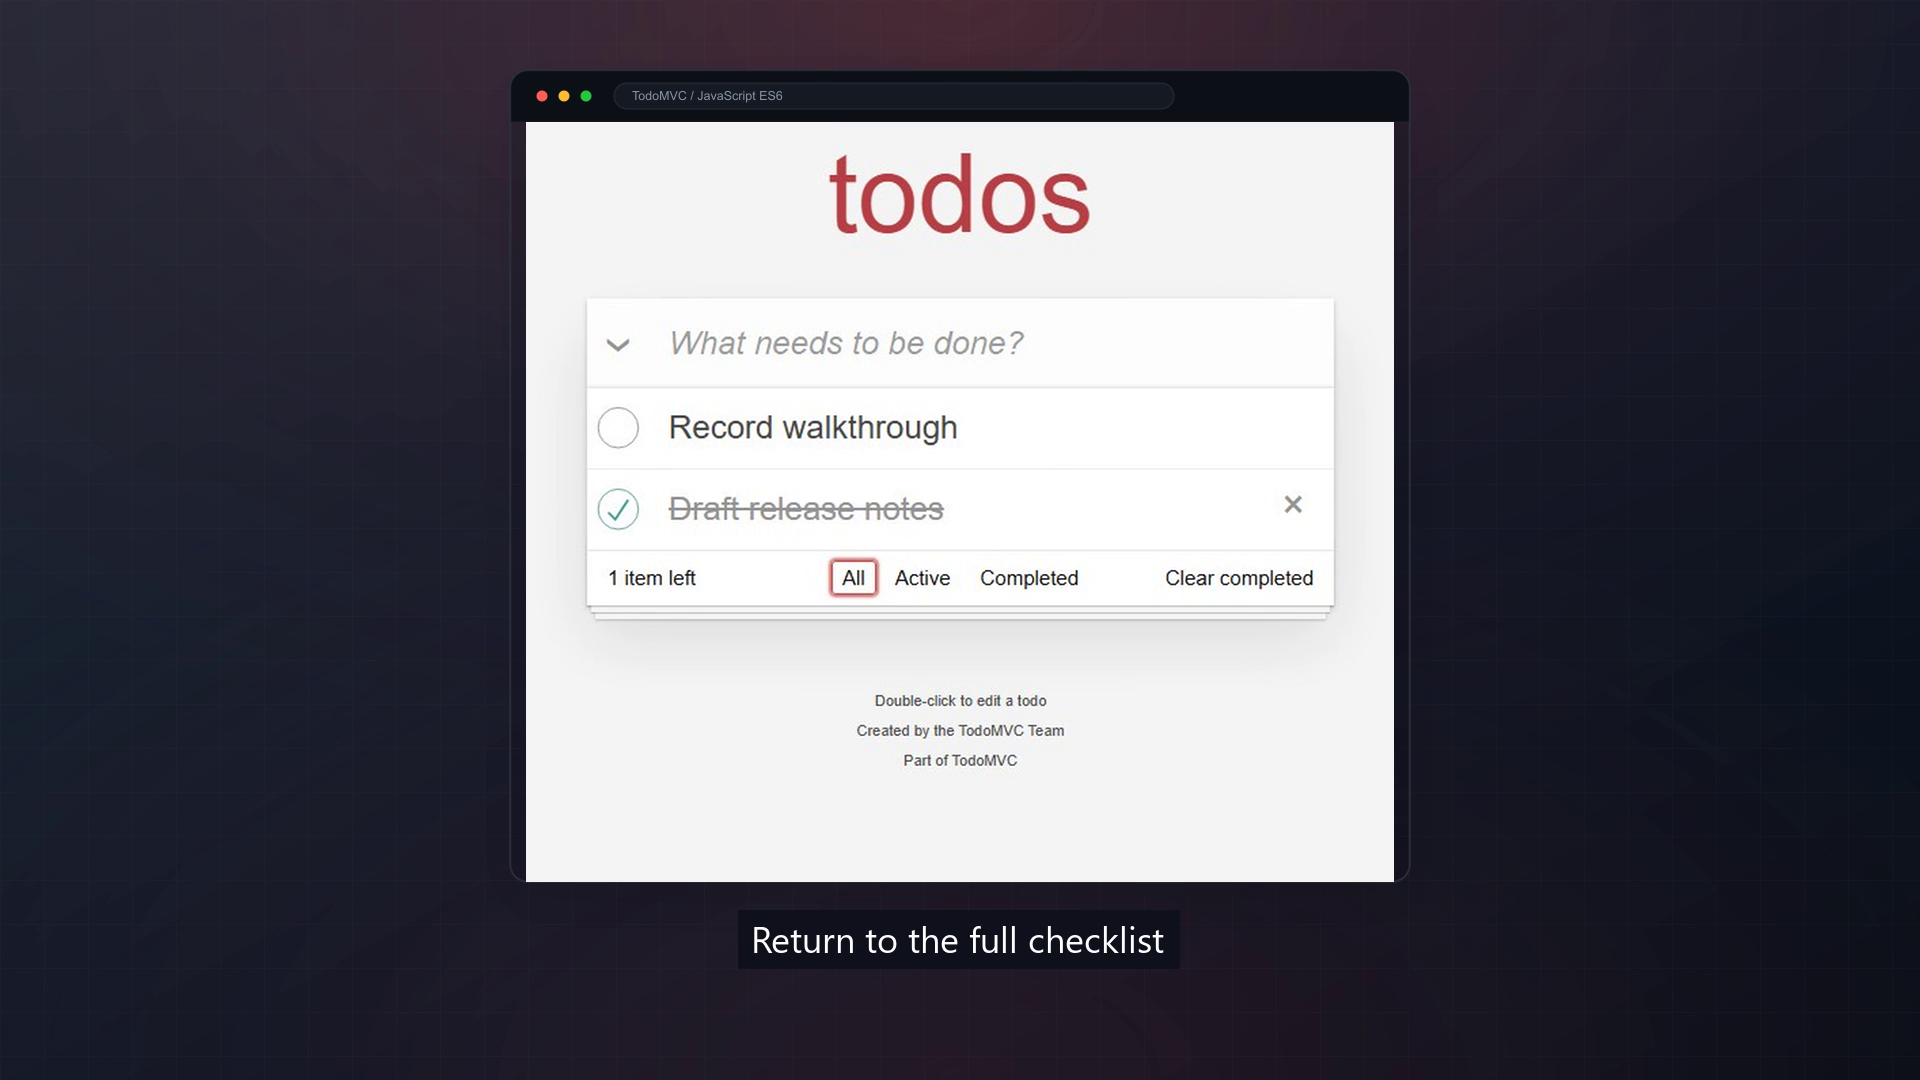 TodoMVC / JavaScript ES6
todos
What needs to be done?
Record walkthrough
Draft release notes
1 item left All Active Completed Clear completed
Double-click to edit a todo
Created by the TodoMVC Team
Part of TodoMVC
Return to the full checklist